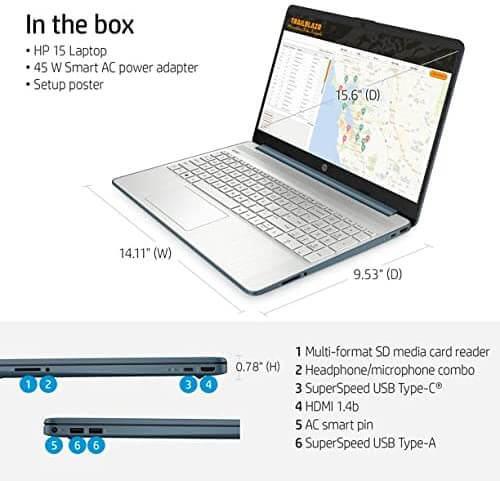 In the box
• HP 15 Laptop
• 45 W Smart AC power adapter
• Setup poster
TRAILBLAZR
15.6" (D)
hp
14.11" (W)
9.53" (D)
0.78" (H)
1 2 3 4
5 6 6
1 Multi-format SD media card reader
2 Headphone/microphone combo
3 SuperSpeed USB Type-C®
4 HDMI 1.4b
5 AC smart pin
6 SuperSpeed USB Type-A